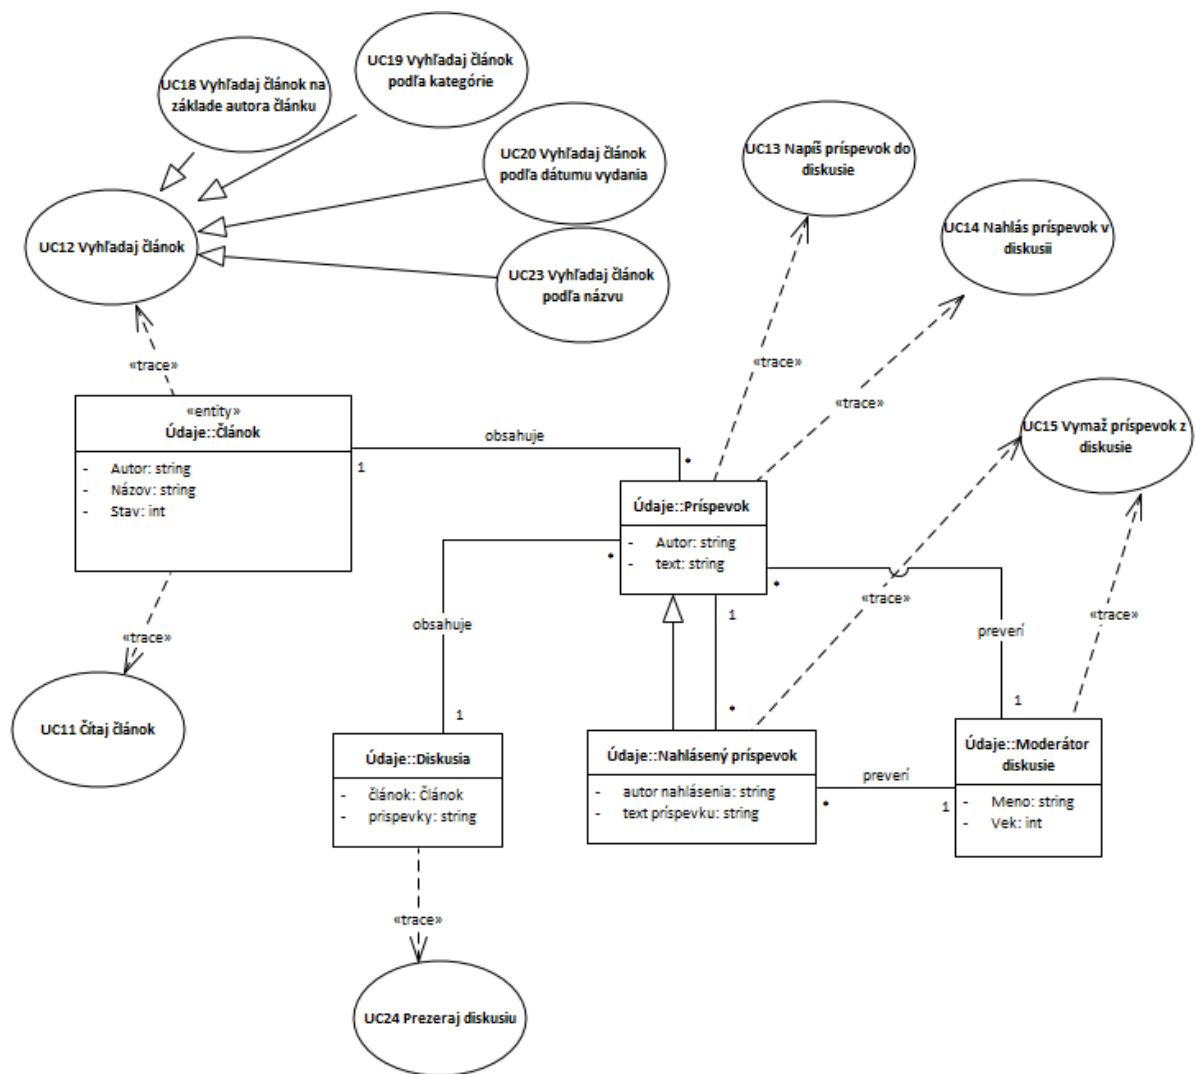 UC19 Vyhľadaj článok
podľa kategórie
UC18 Vyhľadaj článok na
základe autora článku
UC20 Vyhľadaj článok
podľa dátumu vydania
UC13 Napíš príspevok do
diskusie
UC14 Nahlás príspevok v
diskusii
UC12 Vyhľadaj článok
UC23 Vyhľadaj článok
podľa názvu
«trace»
«trace»
«trace»
«entity»
Údaje::Článok
- Autor: string
- Názov: string
- Stav: int
obsahuje
1
*
UC15 Vymaž príspevok z
diskusie
Údaje::Príspevok
- Autor: string
- text: string
*
*
1
«trace»
«trace»
«trace»
obsahuje
preverí
UC11 Čítaj článok
1
*
1
Údaje::Diskusia
- článok: Článok
- prispevky: string
Údaje::Nahlásený príspevok
- autor nahlásenia: string
- text príspevku: string
preverí
*
1
Údaje::Moderátor
diskusie
- Meno: string
- Vek: int
«trace»
UC24 Prezeraj diskusiu